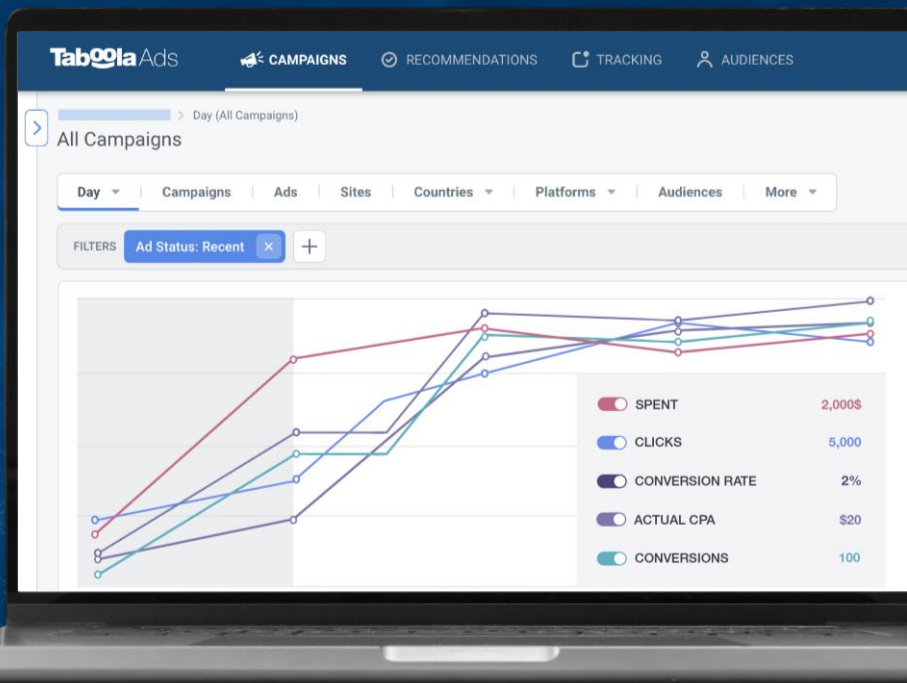 Taboola Ads
CAMPAIGNS
RECOMMENDATIONS
TRACKING
AUDIENCES
> Day (All Campaigns)
All Campaigns
Day
Campaigns
Ads
Sites
Countries
Platforms
Audiences
More
FILTERS
Ad Status: Recent
SPENT 2,000$
CLICKS 5,000
CONVERSION RATE 2%
ACTUAL CPA $20
CONVERSIONS 100